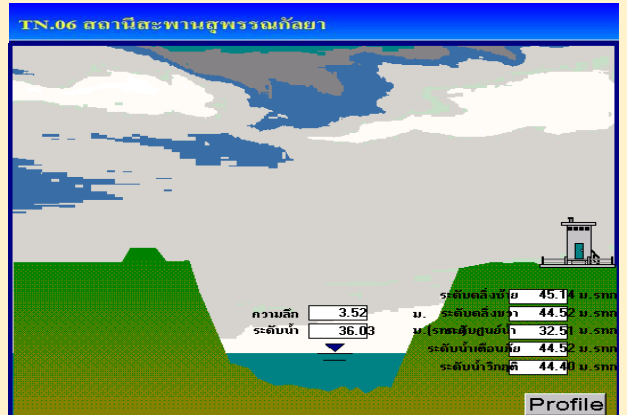 TN.06 สถานีสะพานสุพรรณกัลยา
ระดับตลิ่งซ้าย 45.14 ม.รทก
ความลึก 3.52 ม. ระดับตลิ่งขวา 44.52 ม.รทก
ระดับน้ำ 36.03 ม.(รทก. ระดับศูนย์น้ำ 32.51 ม.รทก
ระดับน้ำเตือนภัย 44.52 ม.รทก
ระดับน้ำวิกฤติ 44.40 ม.รทก
Profile